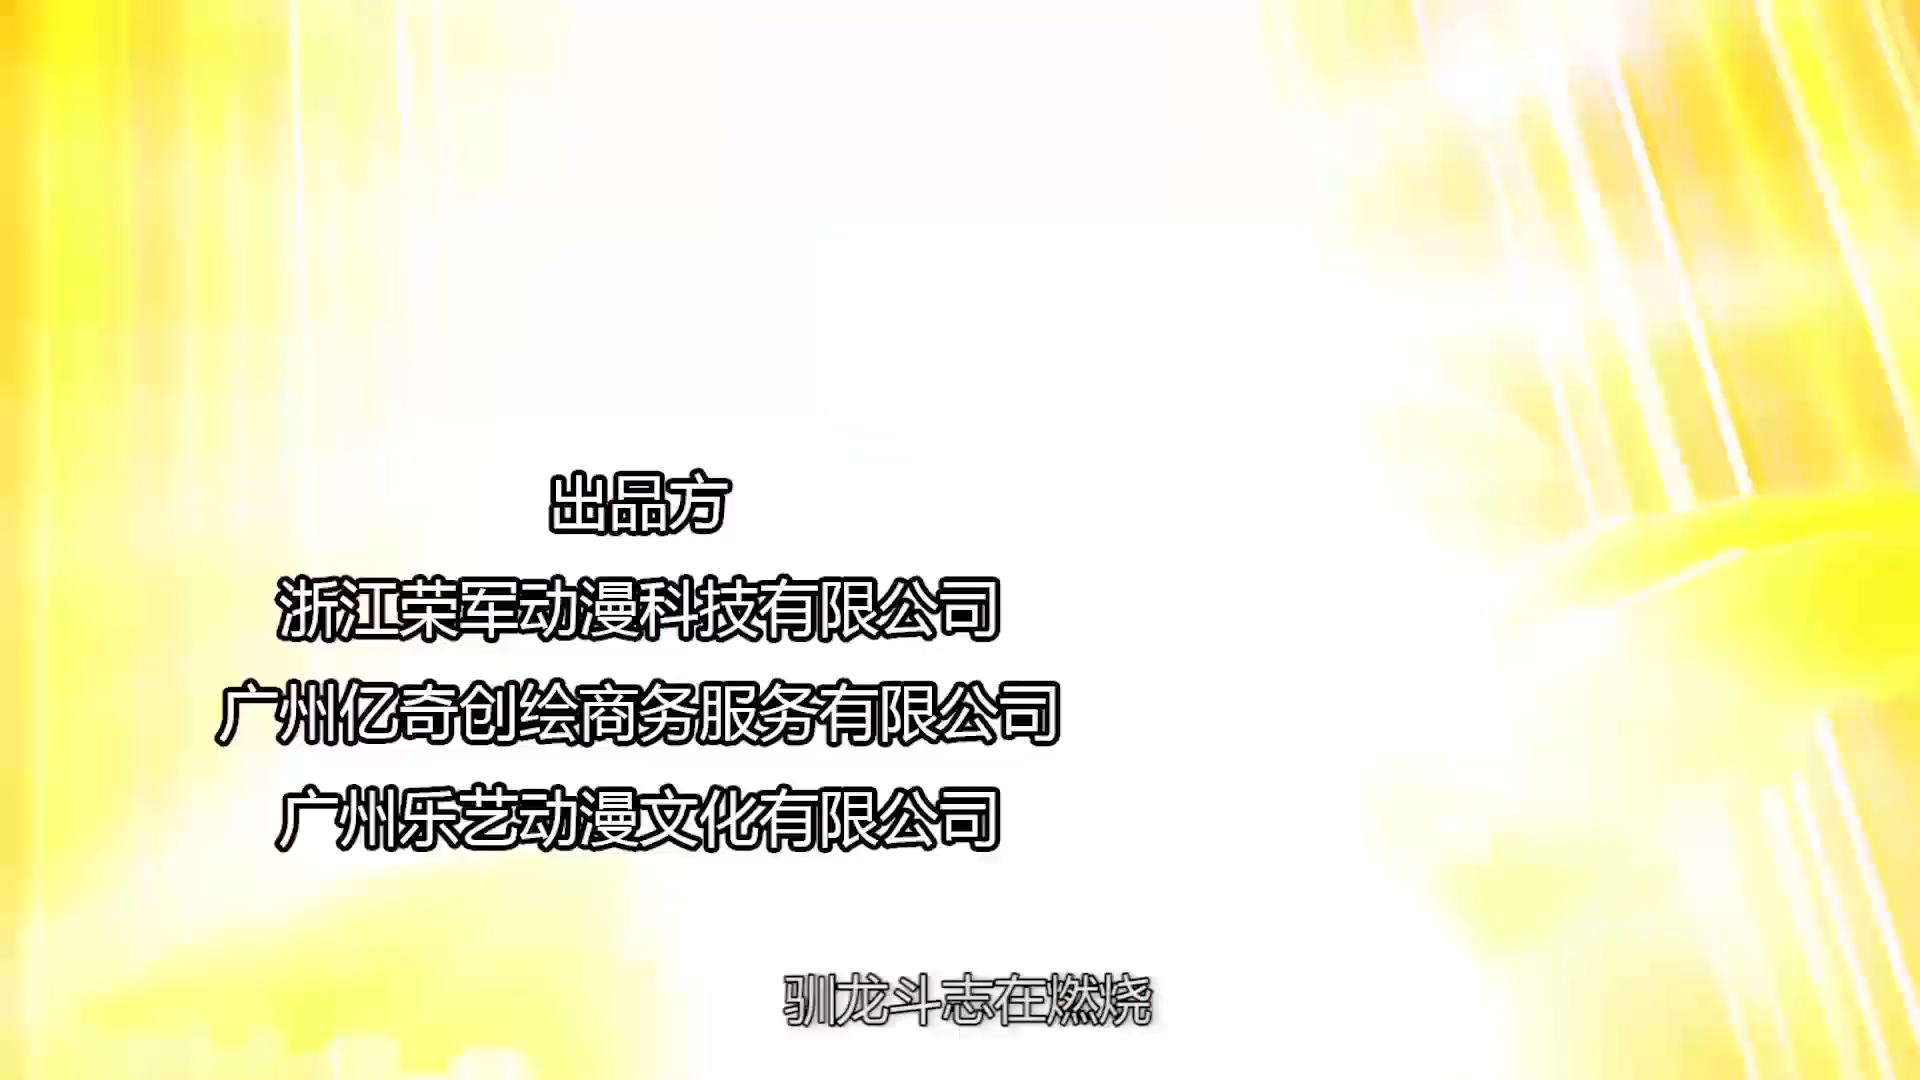 出品方
浙江荣军动漫科技有限公司
广州亿奇创绘商务服务有限公司
广州乐艺动漫文化有限公司
驯龙斗志在燃烧